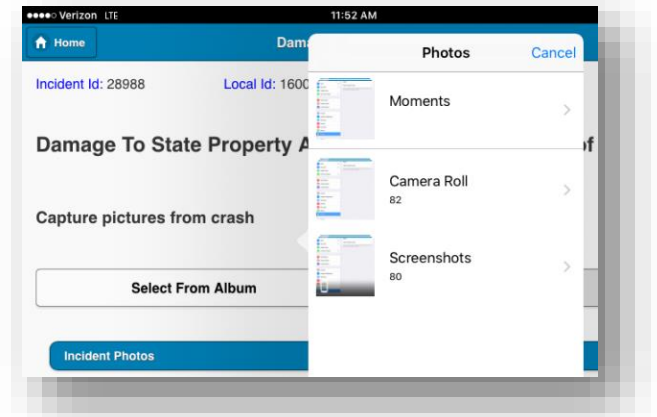 Verizon LTE 11:52 AM
Home
Incident Id: 28988 Local Id: 1600
Damage To State Property
Capture pictures from crash
Select From Album
Incident Photos
Photos Cancel
Moments
Camera Roll
82
Screenshots
80